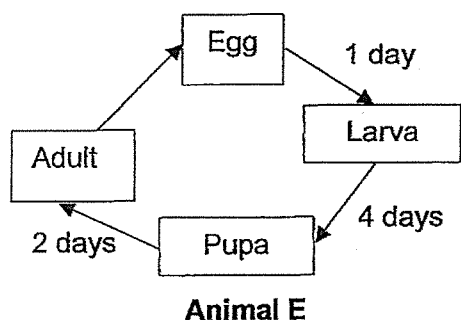 Egg
1 day
Larva
Adult
4 days
2 days
Pupa
Animal E